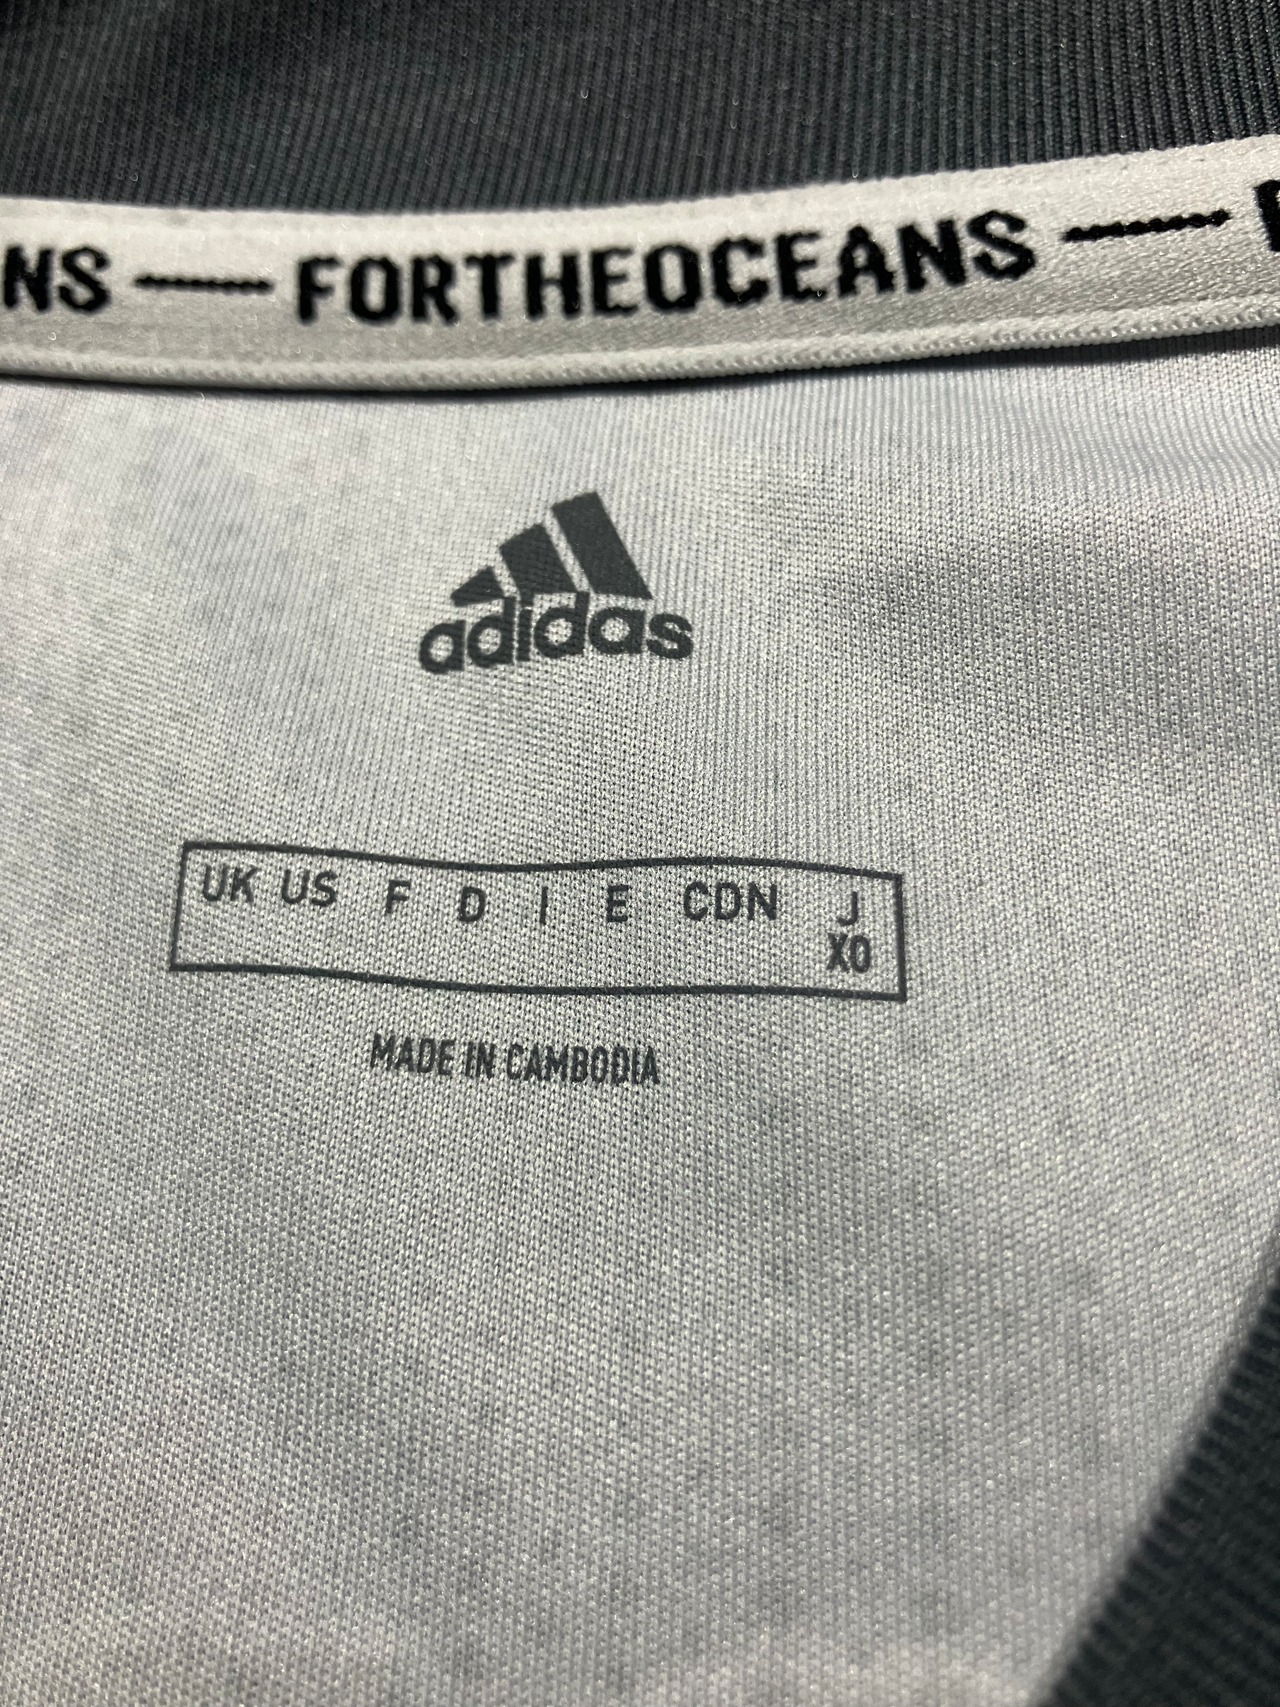 NS — FORTHEOCEANS —
adidas
UK US F D I E CDN J
XO
MADE IN CAMBODIA